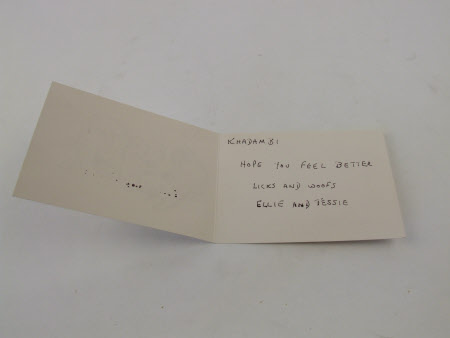 KHADAMBI
HOPE YOU FEEL BETTER
LICKS AND WOOFS
ELLIE AND TESSIE